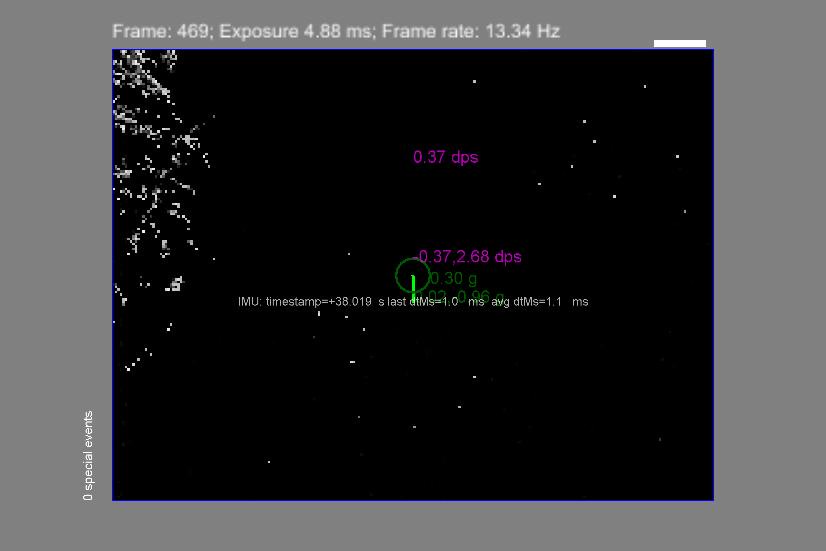 Frame: 469; Exposure 4.88 ms; Frame rate: 13.34 Hz
0.37 dps
-0.37,2.68 dps
0.30 g
IMU: timestamp=+38.019 s last dtMs=1.0 ms avg dtMs=1.1 ms
0 special events